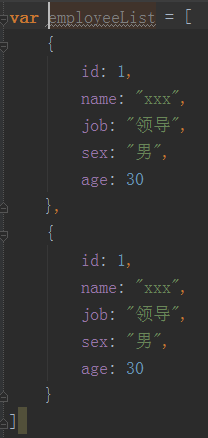 var employeeList = [
{
id: 1,
name: "xxx",
job: "领导",
sex: "男",
age: 30
},
{
id: 1,
name: "xxx",
job: "领导",
sex: "男",
age: 30
}
]